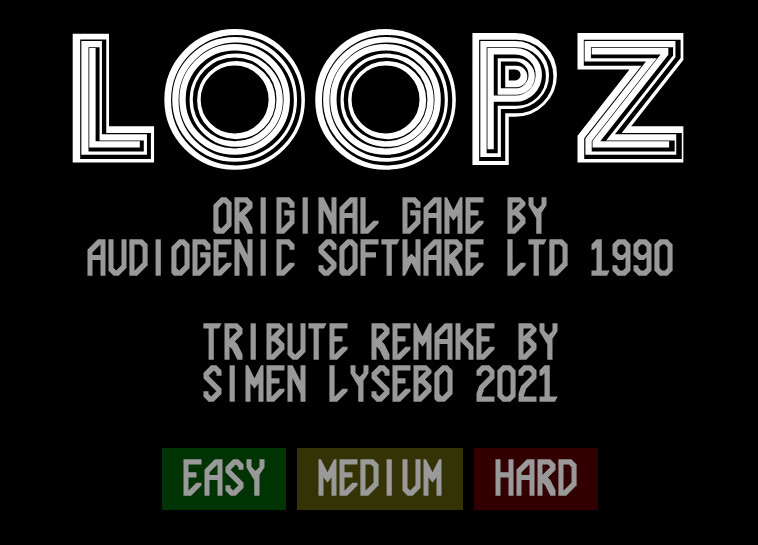 LOOPZ
ORIGINAL GAME BY
AUDIOGENIC SOFTWARE LTD 1990
TRIBUTE REMAKE BY
SIMEN LYSEBO 2021
EASY MEDIUM HARD